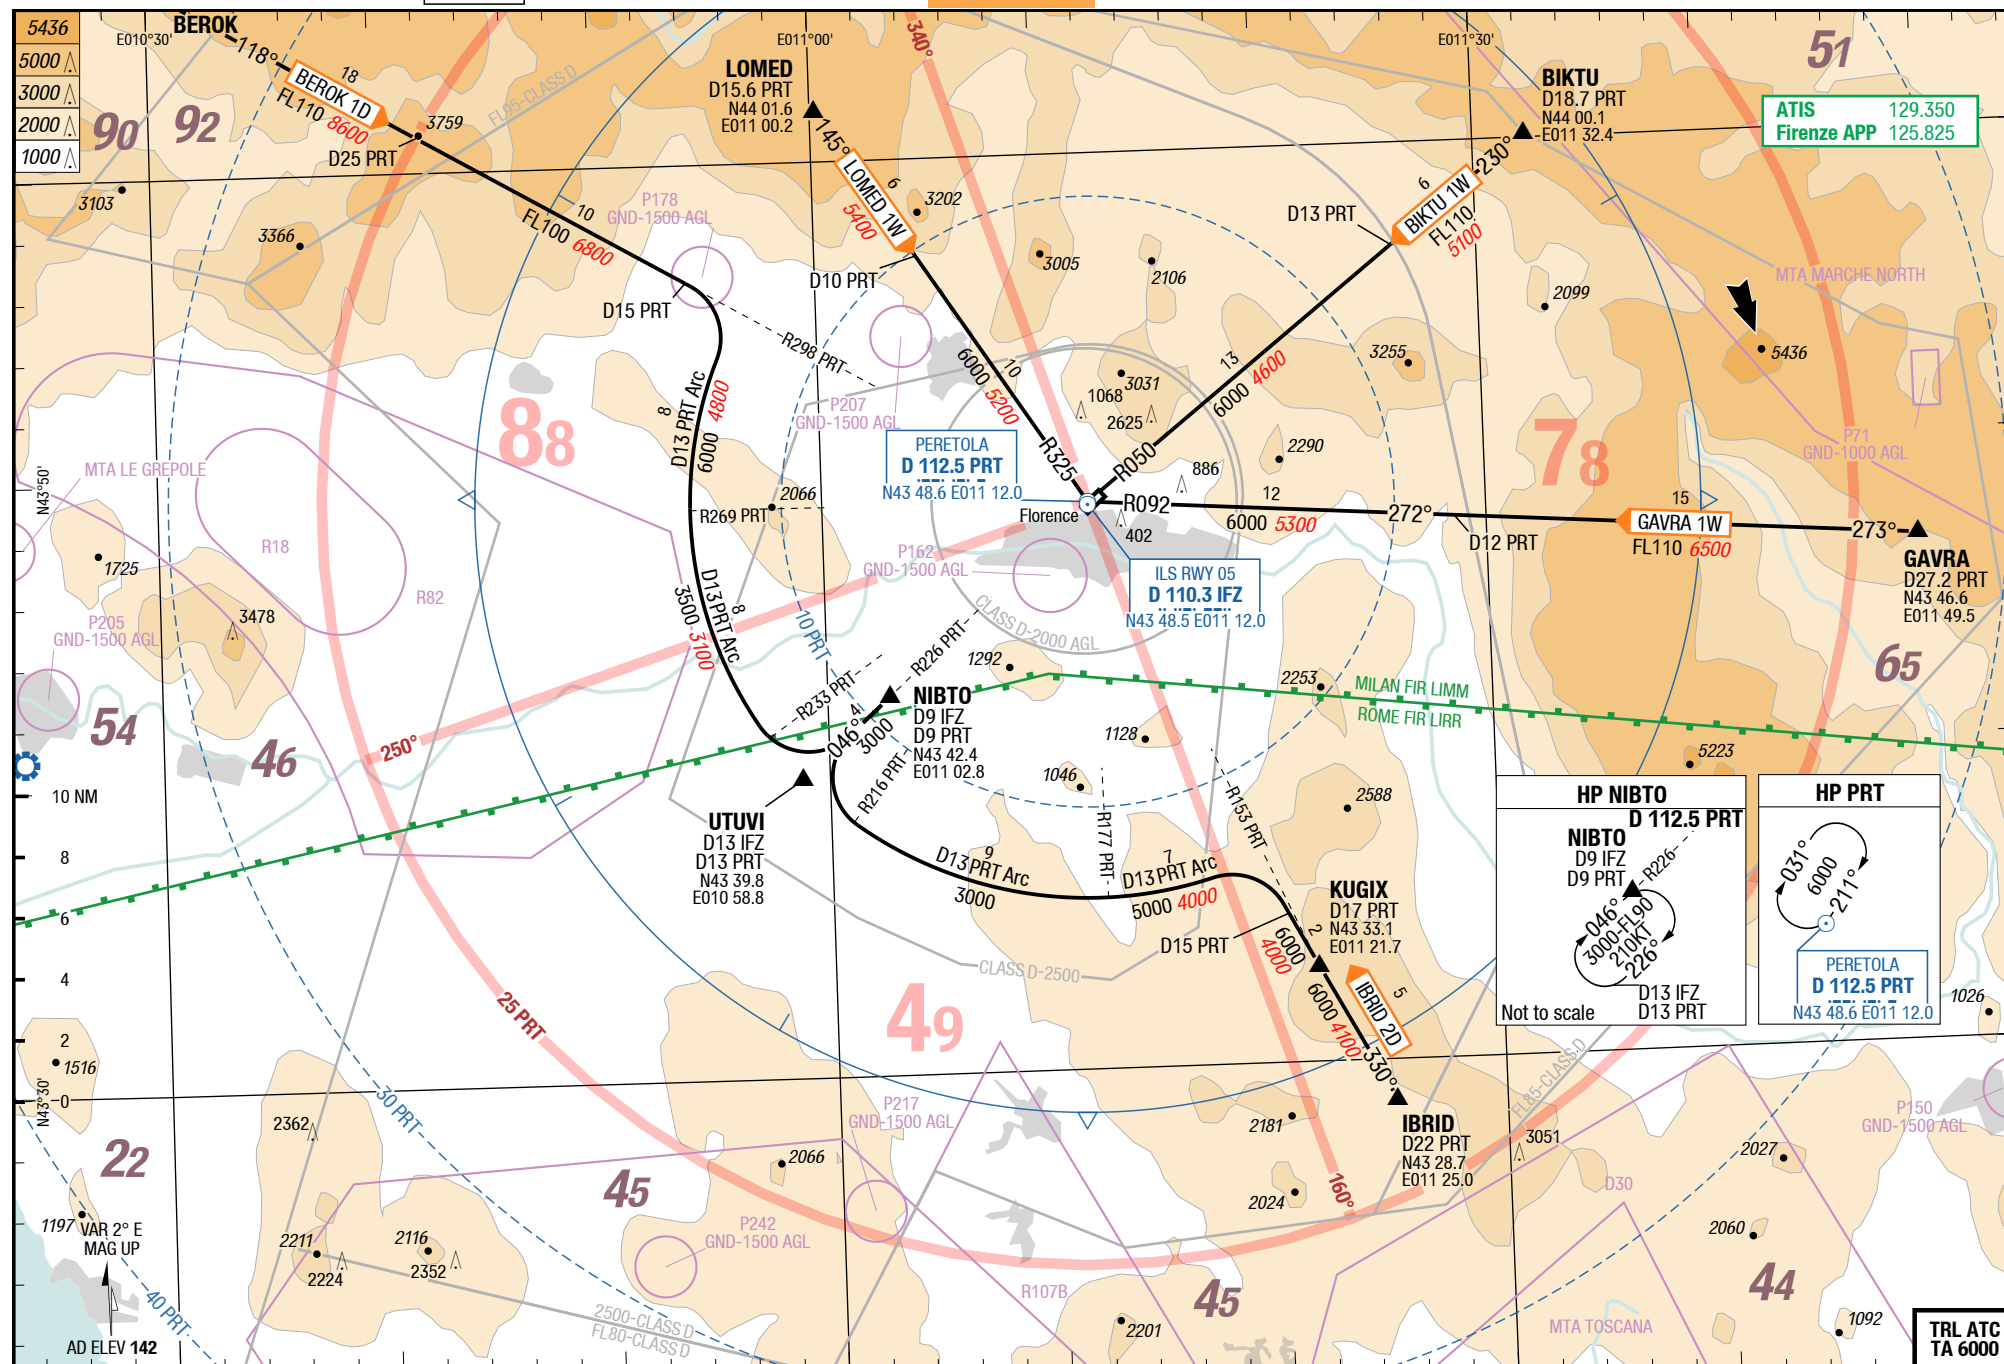 5436
5000
3000
2000
1000
E010°30'
BEROK
118°
18
BEROK 1D
FL110 8600
3759
D25 PRT
FL95-CLASS D
90
92
3103
3366
10
FL100 6800
P178
GND-1500 AGL
D15 PRT
R298 PRT
E011°00'
LOMED
D15.6 PRT
N44 01.6
E011 00.2
145°
6
LOMED 1W
5400
3202
D10 PRT
340°
3005
2106
10
6000 5200
R325
E011°30'
BIKTU
D18.7 PRT
N44 00.1
E011 32.4
230°
6
BIKTU 1W
FL110
5100
D13 PRT
13
6000 4600
R050
51
ATIS 129.350
Firenze APP 125.825
MTA MARCHE NORTH
2099
5436
3255
P71
GND-1000 AGL
78
88
8
D13 PRT Arc
6000
4800
P207
GND-1500 AGL
3031
1068
2625
2290
886
PERETOLA
D 112.5 PRT
N43 48.6 E011 12.0
Florence
402
R092
12
6000 5300
272°
D12 PRT
15
GAVRA 1W
FL110 6500
273°
GAVRA
D27.2 PRT
N43 46.6
E011 49.5
N43°50'
MTA LE GREPOLE
R18
R82
1725
3478
P205
GND-1500 AGL
2066
R269 PRT
P162
GND-1500 AGL
ILS RWY 05
D 110.3 IFZ
N43 48.5 E011 12.0
CLASS D-2000 AGL
8
D13 PRT Arc
3500 3100
10 PRT
R233 PRT
R226 PRT
1292
2253
MILAN FIR LIMM
ROME FIR LIRR
65
5223
54
46
250°
4
046°
3000
NIBTO
D9 IFZ
D9 PRT
N43 42.4
E011 02.8
1128
1046
R216 PRT
R177 PRT
R153 PRT
2588
10 NM
8
6
4
2
0
UTUVI
D13 IFZ
D13 PRT
N43 39.8
E010 58.8
9
D13 PRT Arc
3000
7
D13 PRT Arc
5000 4000
D15 PRT
2
6000
4000
KUGIX
D17 PRT
N43 33.1
E011 21.7
5
IBRID 2D
6000 4100
330°
IBRID
D22 PRT
N43 28.7
E011 25.0
HP NIBTO
D 112.5 PRT
NIBTO
D9 IFZ
D9 PRT
R226
046°
3000-FL90
210KT
226°
D13 IFZ
D13 PRT
Not to scale
HP PRT
031°
6000
211°
PERETOLA
D 112.5 PRT
N43 48.6 E011 12.0
1026
CLASS D-2500
25 PRT
49
1516
N43°30'
30 PRT
2362
P217
GND-1500 AGL
2066
2181
2024
160°
FL85-CLASS D
3051
D30
2027
P150
GND-1500 AGL
22
45
1197
VAR 2° E
MAG UP
2211
2224
2116
2352
P242
GND-1500 AGL
R107B
45
2060
44
40 PRT
AD ELEV 142
2500-CLASS D
FL80-CLASS D
2201
MTA TOSCANA
1092
TRL ATC
TA 6000